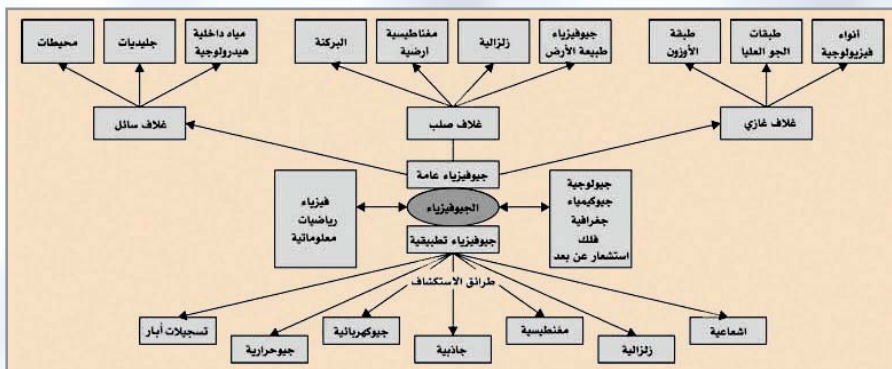 أنواء
فيزيولوجية
طبقات
الجو العليا
طبقة
الأوزون
جيوفيزياء
طبيعة الأرض
زلزالية
مغناطيسية
أرضية
البركنة
مياه داخلية
هيدرولوجية
جليديات
محيطات
غلاف غازي
غلاف صلب
غلاف سائل
جيوفيزياء عامة
جيولوجية
جيوكيمياء
جغرافية
فلك
استشعار عن بعد
الجيوفيزياء
فيزياء
رياضيات
معلوماتية
جيوفيزياء تطبيقية
طرائق الاستكشاف
اشعاعية
زلزالية
مغنطيسية
جاذبية
جيوكهربائية
جيوحرارية
تسجيلات أبار